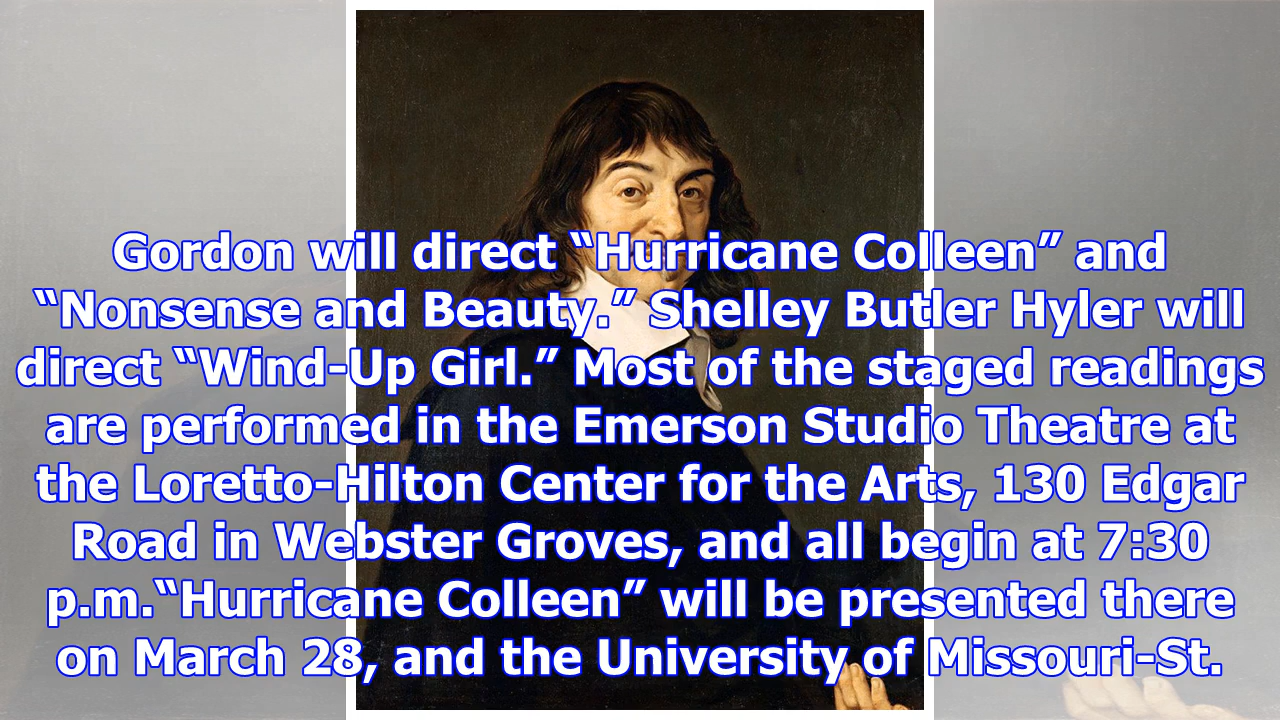 Gordon will direct “Hurricane Colleen” and
“Nonsense and Beauty.” Shelley Butler Hyler will
direct “Wind-Up Girl.” Most of the staged readings
are performed in the Emerson Studio Theatre at
the Loretto-Hilton Center for the Arts, 130 Edgar
Road in Webster Groves, and all begin at 7:30
p.m.“Hurricane Colleen” will be presented there
on March 28, and the University of Missouri-St.